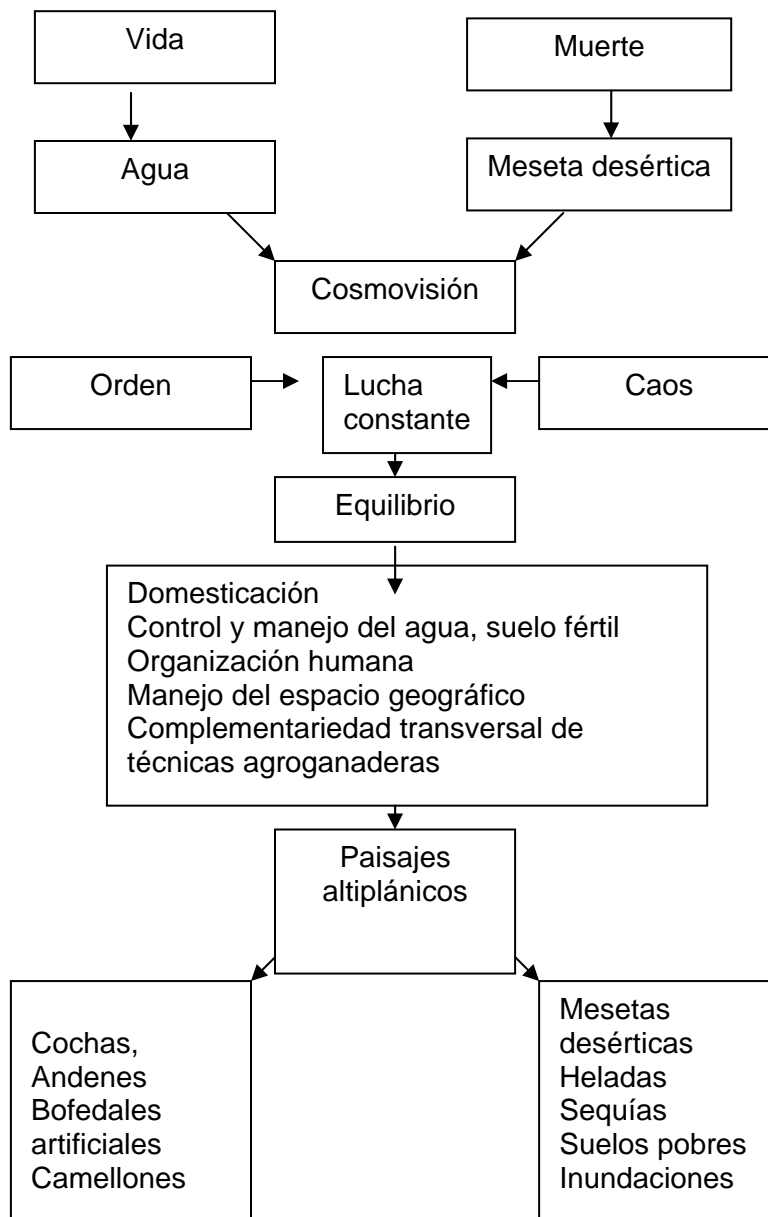 Vida
Muerte
Agua
Meseta desértica
Cosmovisión
Orden
Lucha
constante
Caos
Equilibrio
Domesticación
Control y manejo del agua, suelo fértil
Organización humana
Manejo del espacio geográfico
Complementariedad transversal de
técnicas agroganaderas
Paisajes
altiplánicos
Cochas,
Andenes
Bofedales
artificiales
Camellones
Mesetas
desérticas
Heladas
Sequías
Suelos pobres
Inundaciones